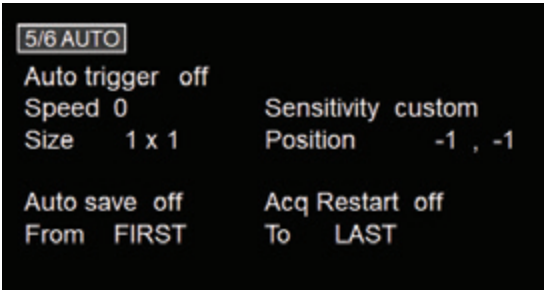 5/6 AUTO
Auto trigger off
Speed 0 Sensitivity custom
Size 1 x 1 Position -1 , -1
Auto save off Acq Restart off
From FIRST To LAST